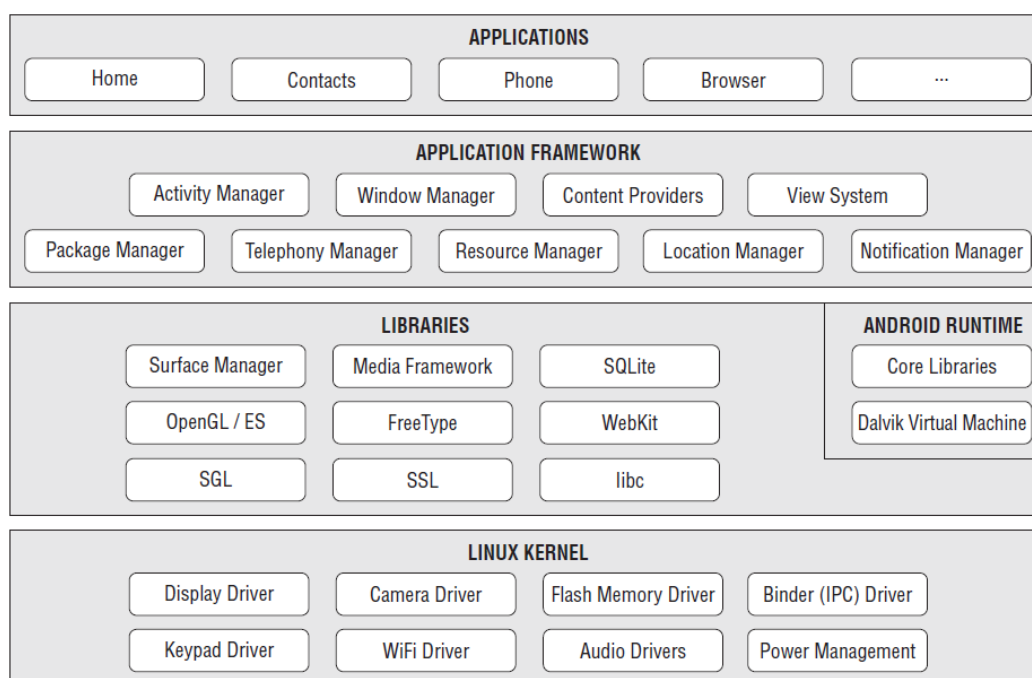 APPLICATIONS
Home Contacts Phone Browser ...
APPLICATION FRAMEWORK
Activity Manager Window Manager Content Providers View System
Package Manager Telephony Manager Resource Manager Location Manager Notification Manager
LIBRARIES ANDROID RUNTIME
Surface Manager Media Framework SQLite Core Libraries
OpenGL / ES FreeType WebKit Dalvik Virtual Machine
SGL SSL libc
LINUX KERNEL
Display Driver Camera Driver Flash Memory Driver Binder (IPC) Driver
Keypad Driver WiFi Driver Audio Drivers Power Management